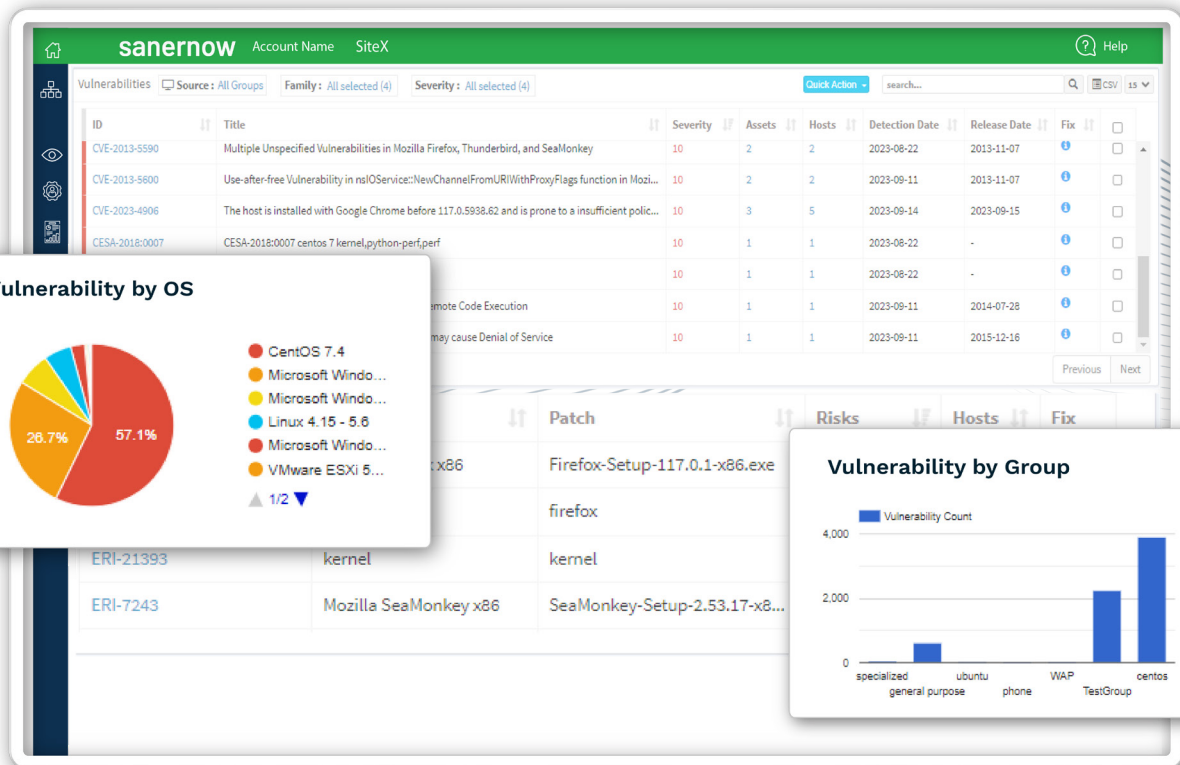 sanernow Account Name SiteX Help
Vulnerabilities Source : All Groups Family : All selected (4) Severity : All selected (4) Quick Action search... CSV 15
ID Title Severity Assets Hosts Detection Date Release Date Fix
CVE-2013-5590 Multiple Unspecified Vulnerabilities in Mozilla Firefox, Thunderbird, and SeaMonkey 10 2 2 2023-08-22 2013-11-07
CVE-2013-5600 Use-after-free Vulnerability in nsIOService::NewChannelFromURIWithProxyFlags function in Mozi... 10 2 2 2023-09-11 2013-11-07
CVE-2023-4906 The host is installed with Google Chrome before 117.0.5938.62 and is prone to a insufficient polic... 10 3 5 2023-09-14 2023-09-15
CESA-2018:0007 CESA-2018:0007 centos 7 kernel,python-perf,perf 10 1 1 2023-08-22 -
10 1 1 2023-08-22 -
emote Code Execution 10 1 1 2023-09-11 2014-07-28
may cause Denial of Service 10 1 1 2023-09-11 2015-12-16
Previous Next
Vulnerability by OS
26.7%
57.1%
CentOS 7.4
Microsoft Windo...
Microsoft Windo...
Linux 4.15 - 5.6
Microsoft Windo...
VMware ESXi 5...
1/2
Patch Risks Hosts Fix
x86 Firefox-Setup-117.0.1-x86.exe
firefox
ERI-21393 kernel kernel
ERI-7243 Mozilla SeaMonkey x86 SeaMonkey-Setup-2.53.17-x8...
Vulnerability by Group
Vulnerability Count
4,000
2,000
0
specialized ubuntu WAP centos
general purpose phone TestGroup